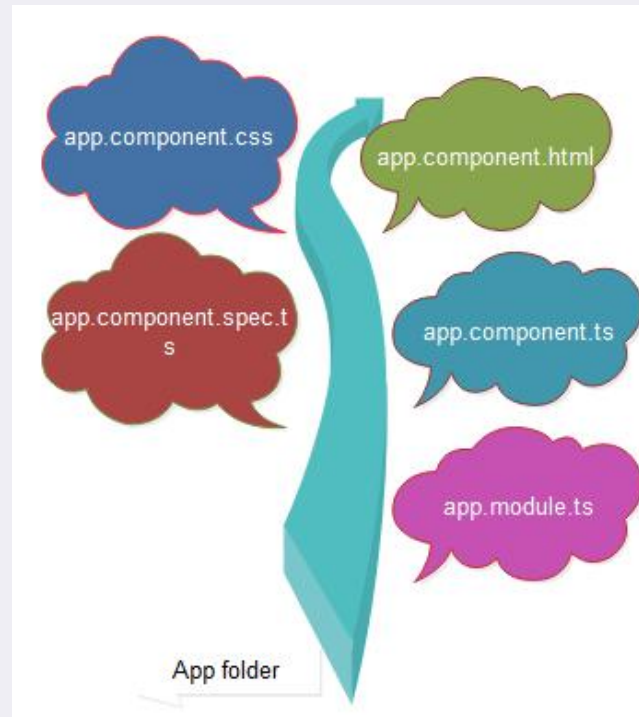 app.component.css
app.component.html
app.component.spec.t
s
app.component.ts
app.module.ts
App folder